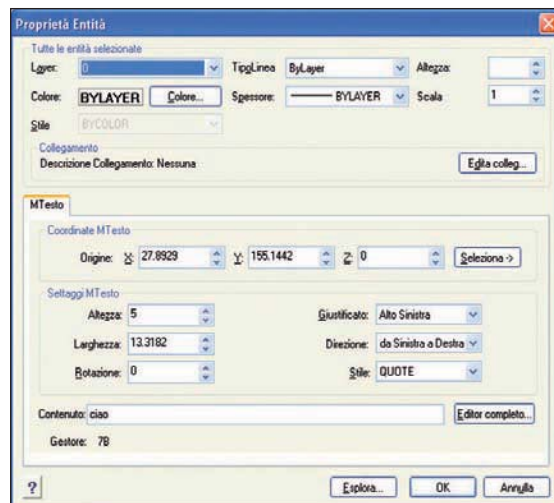 Proprietà Entità
Tutte le entità selezionate
Layer: 0 TipoLinea ByLayer Altezza:
Colore: BYLAYER Colore... Spessore: BYLAYER Scala 1
Stile BYCOLOR
Collegamento
Descrizione Collegamento: Nessuna Edita colleg...
MTesto
Coordinate MTesto
Origine: X: 27.8929 Y: 155.1442 Z: 0 Seleziona ->
Settaggi MTesto
Altezza: 5 Giustificato: Alto Sinistra
Larghezza: 13.3182 Direzione: da Sinistra a Destra
Rotazione: 0 Stile: QUOTE
Contenuto: ciao Editor completo...
Gestore: 7B
? Esplora... OK Annulla